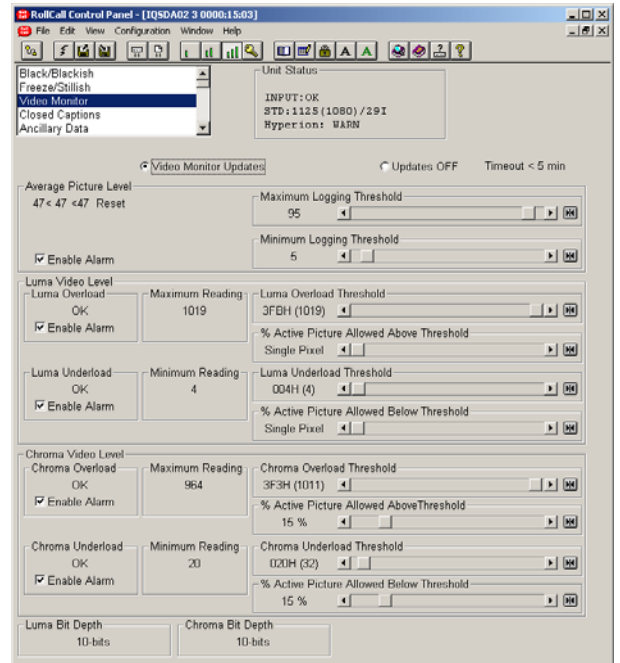 RollCall Control Panel - [IQSDA02 3 0000:15:03]
File Edit View Configuration Window Help
A A
Black/Blackish
Freeze/Stillish
Video Monitor
Closed Captions
Ancillary Data
Unit Status
INPUT:OK
STD:1125(1080)/29I
Hyperion: WARN
Video Monitor Updates Updates OFF Timeout < 5 min
Average Picture Level
47< 47 <47 Reset
Enable Alarm
Maximum Logging Threshold
95
Minimum Logging Threshold
5
Luma Video Level
Luma Overload
OK
Enable Alarm
Maximum Reading
1019
Luma Overload Threshold
3FBH (1019)
% Active Picture Allowed Above Threshold
Single Pixel
Luma Underload
OK
Enable Alarm
Minimum Reading
4
Luma Underload Threshold
004H (4)
% Active Picture Allowed Below Threshold
Single Pixel
Chroma Video Level
Chroma Overload
OK
Enable Alarm
Maximum Reading
964
Chroma Overload Threshold
3F3H (1011)
% Active Picture Allowed AboveThreshold
15 %
Chroma Underload
OK
Enable Alarm
Minimum Reading
20
Chroma Underload Threshold
020H (32)
% Active Picture Allowed Below Threshold
15 %
Luma Bit Depth
10-bits
Chroma Bit Depth
10-bits